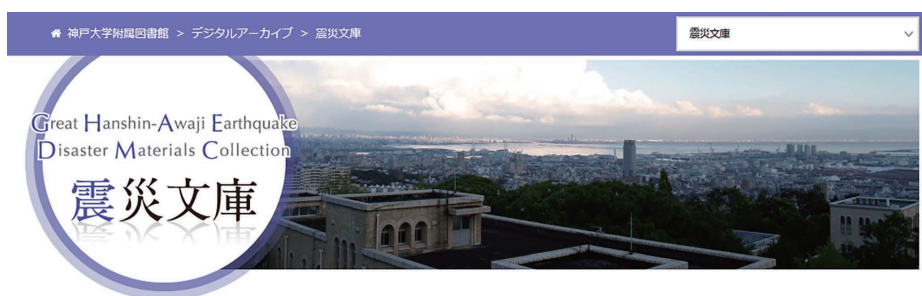 神戸大学附属図書館 > デジタルアーカイブ > 震災文庫
震災文庫
Great Hanshin-Awaji Earthquake
Disaster Materials Collection
震災文庫